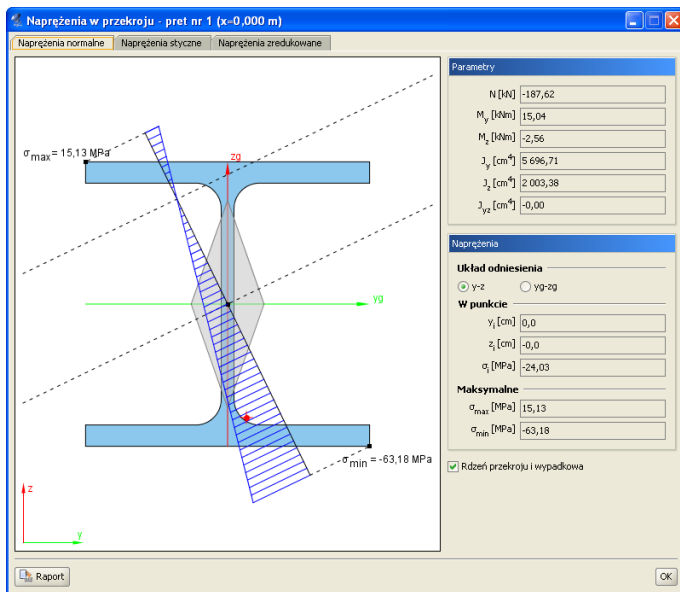 Naprężenia w przekroju - pret nr 1 (x=0,000 m)
Naprężenia normalne
Naprężenia styczne
Naprężenia zredukowane
σmax= 15,13 MPa
zg
yg
σmin = -63,18 MPa
z
y
Parametry
N [kN] -187,62
My [kNm] 15,04
Mz [kNm] -2,56
Jy [cm4] 5 696,71
Jz [cm4] 2 003,38
Jyz [cm4] -0,00
Naprężenia
Układ odniesienia
y-z
yg-zg
W punkcie
yi [cm] 0,0
zi [cm] -0,0
σi [MPa] -24,03
Maksymalne
σmax [MPa] 15,13
σmin [MPa] -63,18
Rdzeń przekroju i wypadkowa
Raport
OK